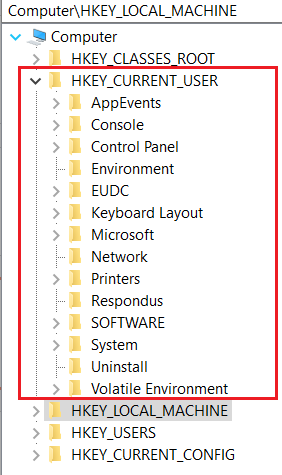 Computer\HKEY_LOCAL_MACHINE
Computer
HKEY_CLASSES_ROOT
HKEY_CURRENT_USER
AppEvents
Console
Control Panel
Environment
EUDC
Keyboard Layout
Microsoft
Network
Printers
Respondus
SOFTWARE
System
Uninstall
Volatile Environment
HKEY_LOCAL_MACHINE
HKEY_USERS
HKEY_CURRENT_CONFIG